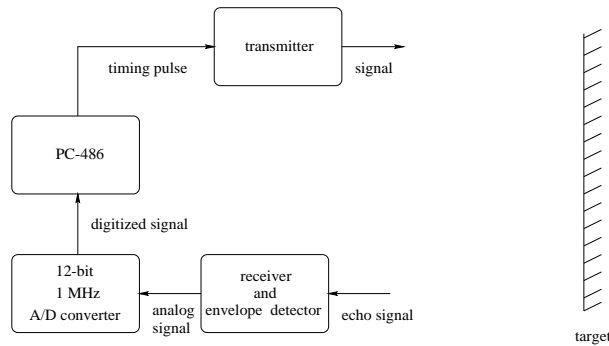 transmitter
timing pulse
signal
PC-486
digitized signal
12-bit
1 MHz
A/D converter
analog
signal
receiver
and
envelope detector
echo signal
target